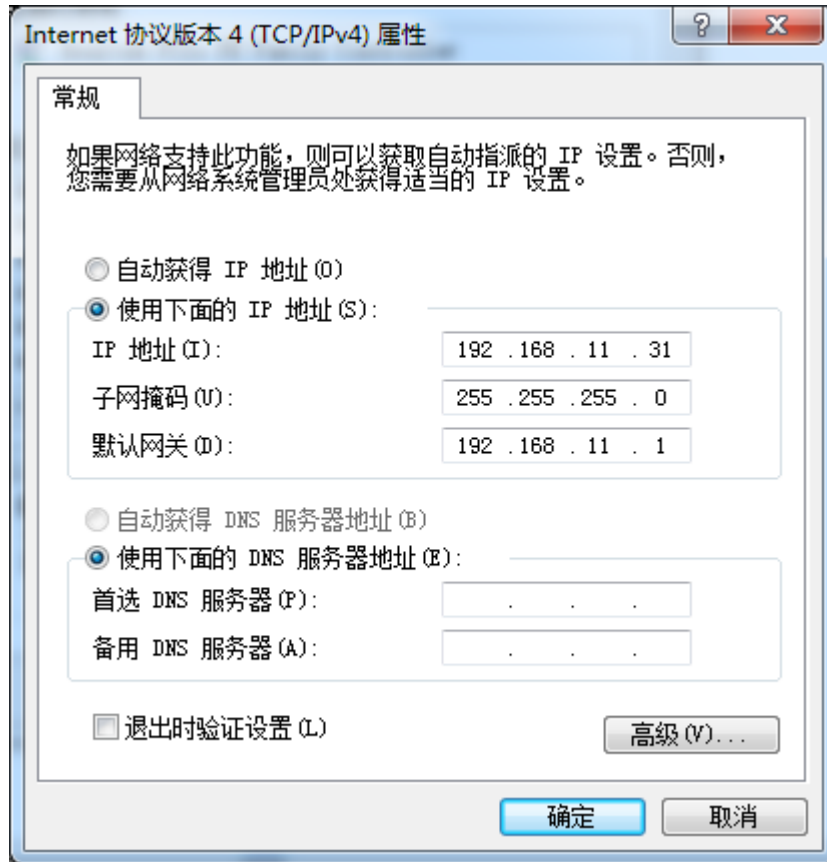 Internet 协议版本 4 (TCP/IPv4) 属性
常规
如果网络支持此功能，则可以获取自动指派的 IP 设置。否则，
您需要从网络系统管理员处获得适当的 IP 设置。
自动获得 IP 地址(O)
使用下面的 IP 地址(S):
IP 地址(I): 192 .168 . 11 . 31
子网掩码(U): 255 .255 .255 . 0
默认网关(D): 192 .168 . 11 . 1
自动获得 DNS 服务器地址(B)
使用下面的 DNS 服务器地址(E):
首选 DNS 服务器(P): . . .
备用 DNS 服务器(A): . . .
退出时验证设置(L)
高级(V)...
确定 取消